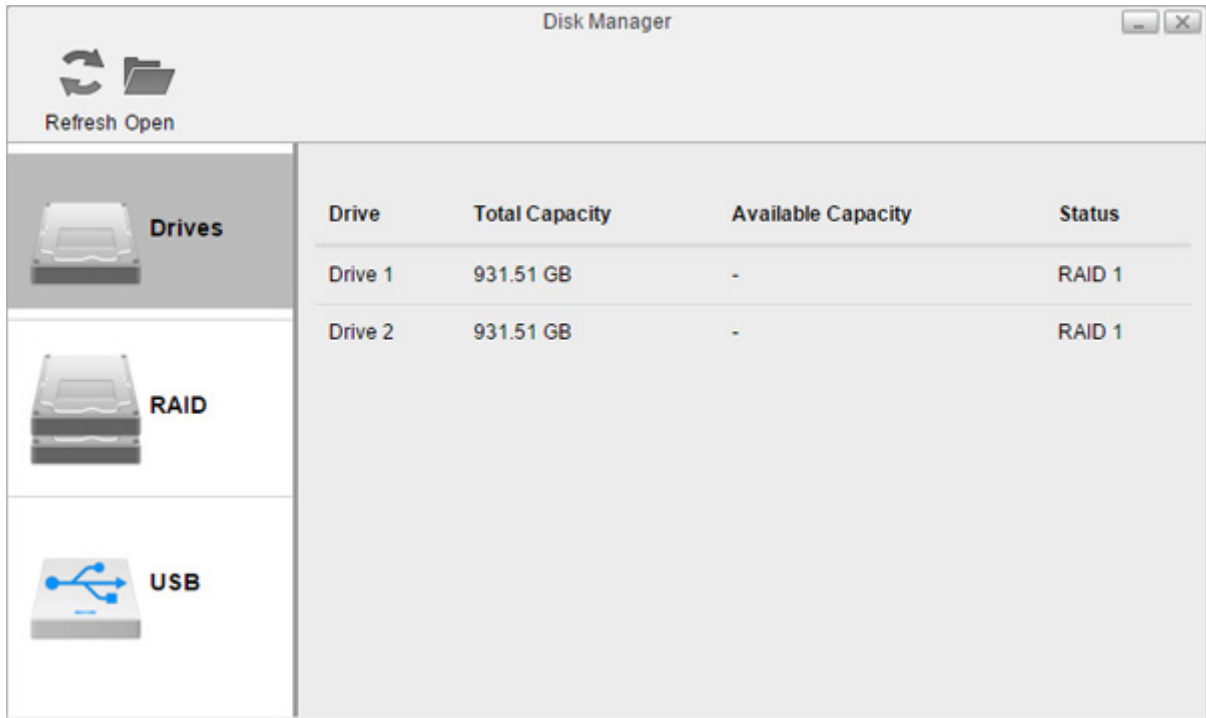 Disk Manager
Refresh Open
Drives
RAID
USB
Drive Total Capacity Available Capacity Status
Drive 1 931.51 GB - RAID 1
Drive 2 931.51 GB - RAID 1